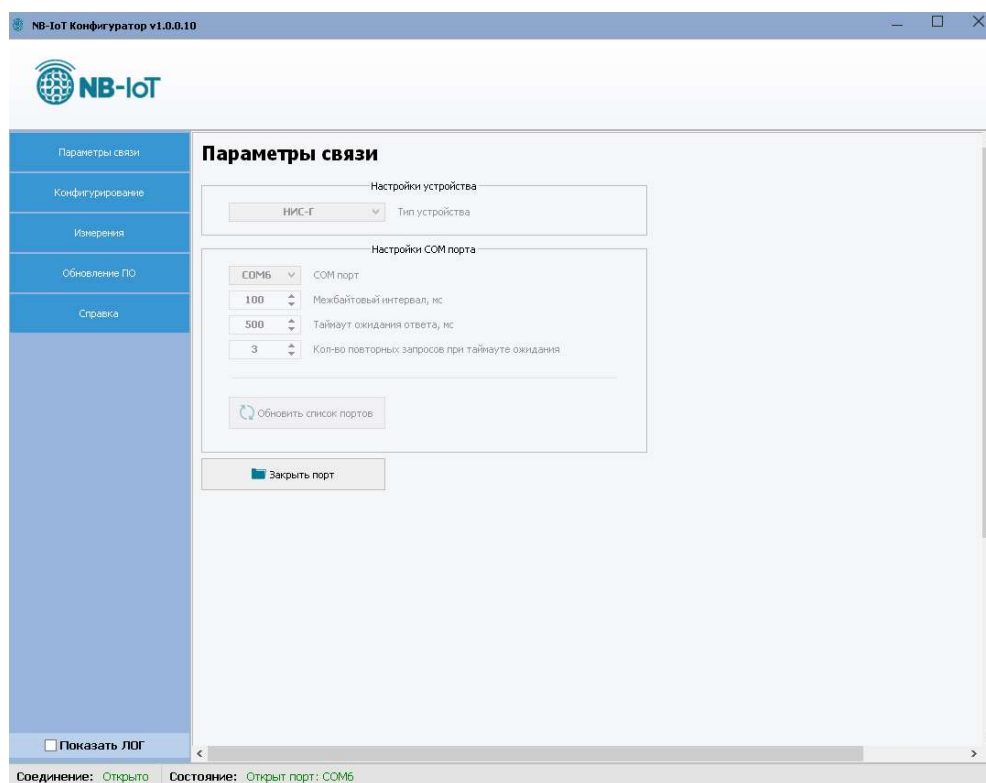 NB-IoT Конфигуратор v1.0.0.10
NB-IoT
Параметры связи
Конфигурирование
Измерения
Обновление ПО
Справка
Параметры связи
Настройки устройства
НИС-Г Тип устройства
Настройки COM порта
COM6 COM порт
100 Межбайтовый интервал, мс
500 Таймаут ожидания ответа, мс
3 Кол-во повторных запросов при таймауте ожидания
Обновить список портов
Закрыть порт
Показать ЛОГ
Соединение: Открыто Состояние: Открыт порт: COM6